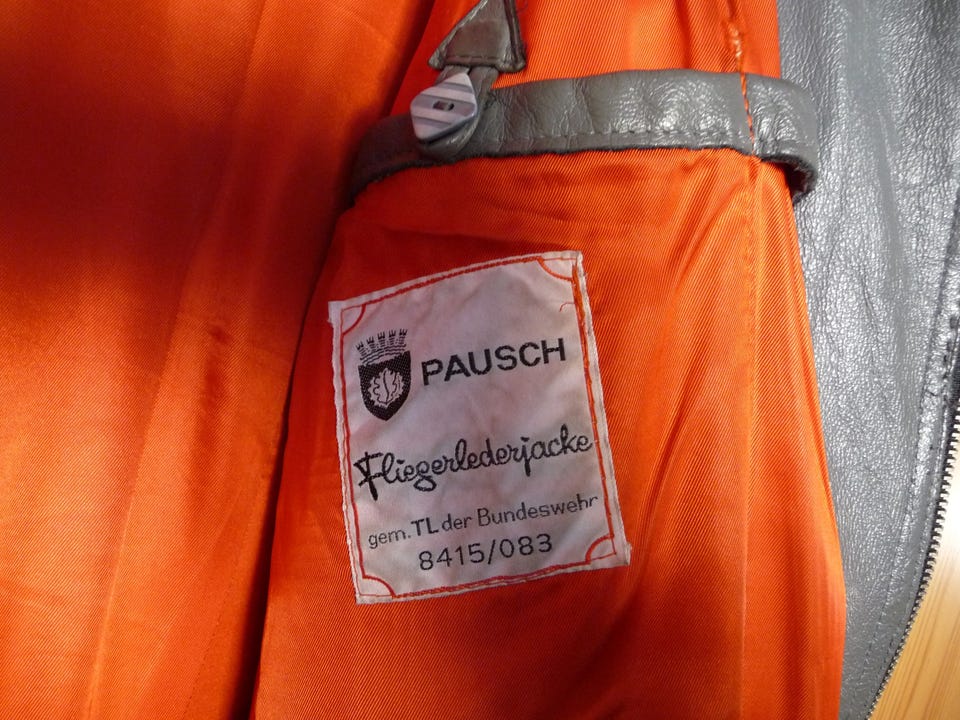 PAUSCH
Fliegerlederjacke
gem. TL der Bundeswehr
8415/083